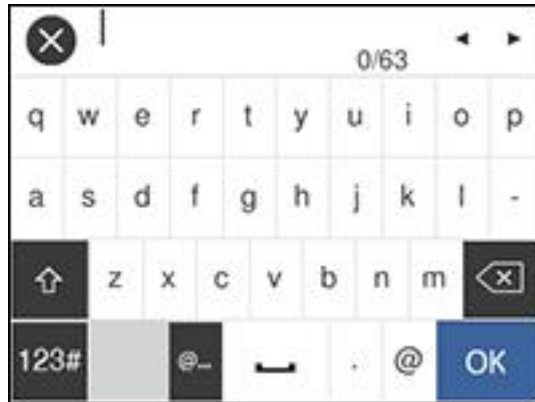 0/63
q w e r t y u i o p
a s d f g h j k l -
z x c v b n m
123# @... . @ OK